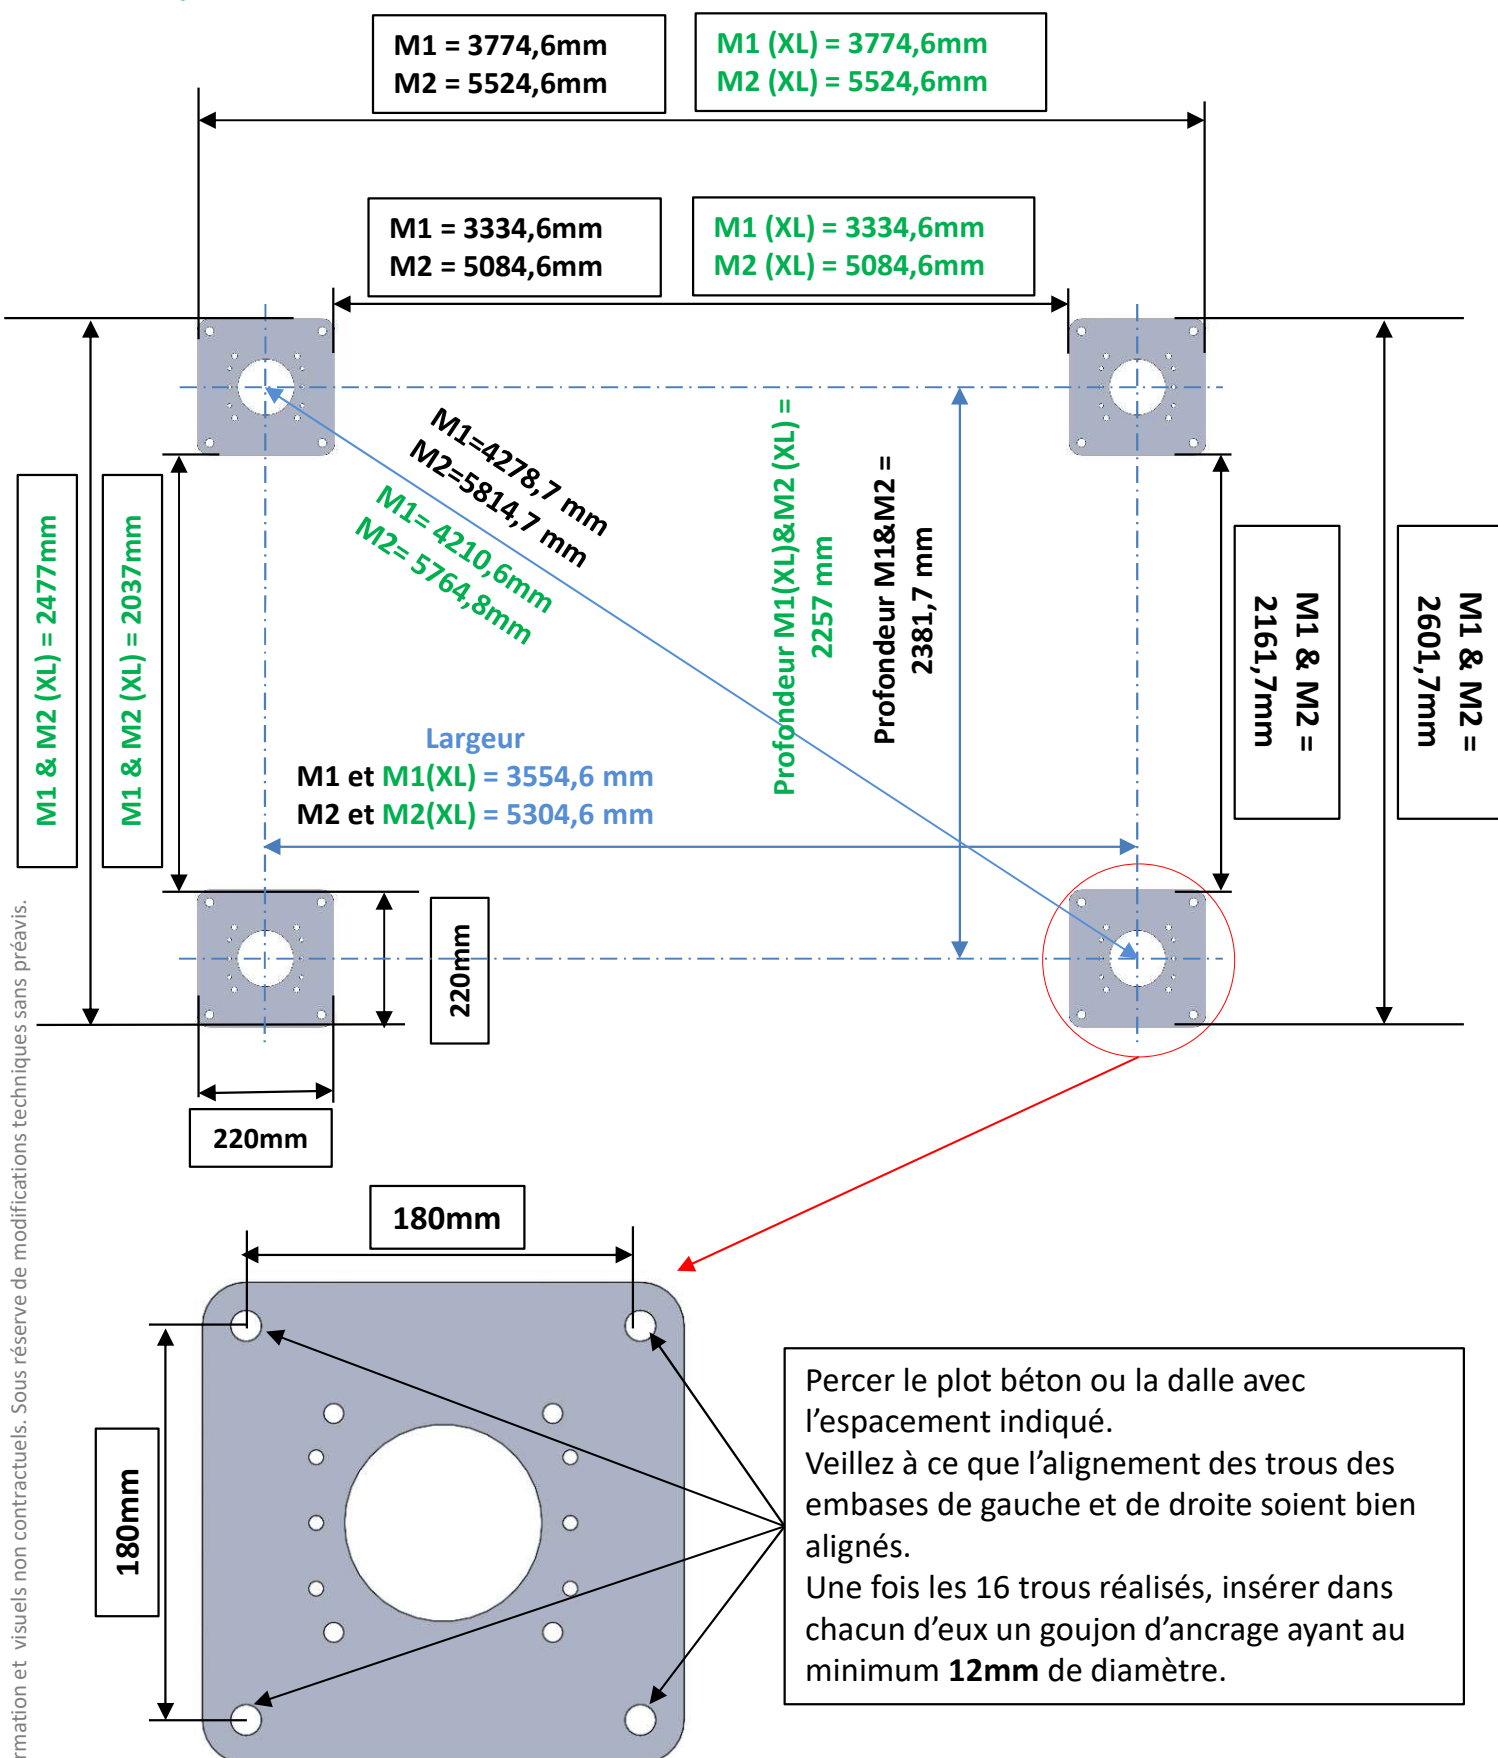 M1 = 3774,6mm
M2 = 5524,6mm
M1 (XL) = 3774,6mm
M2 (XL) = 5524,6mm
M1 = 3334,6mm
M2 = 5084,6mm
M1 (XL) = 3334,6mm
M2 (XL) = 5084,6mm
M1=4278,7 mm
M2=5814,7 mm
M1= 4210,6mm
M2= 5764,8mm
Profondeur M1(XL)&M2 (XL) =
2257 mm
Profondeur M1&M2 =
2381,7 mm
M1 & M2 (XL) = 2477mm
M1 & M2 (XL) = 2037mm
M1 & M2 =
2161,7mm
M1 & M2 =
2601,7mm
Largeur
M1 et M1(XL) = 3554,6 mm
M2 et M2(XL) = 5304,6 mm
220mm
220mm
180mm
180mm
Percer le plot béton ou la dalle avec
l’espacement indiqué.
Veillez à ce que l’alignement des trous des
embases de gauche et de droite soient bien
alignés.
Une fois les 16 trous réalisés, insérer dans
chacun d’eux un goujon d’ancrage ayant au
minimum 12mm de diamètre.
et visuels non contractuels. Sous réserve de modifications techniques sans préavis.